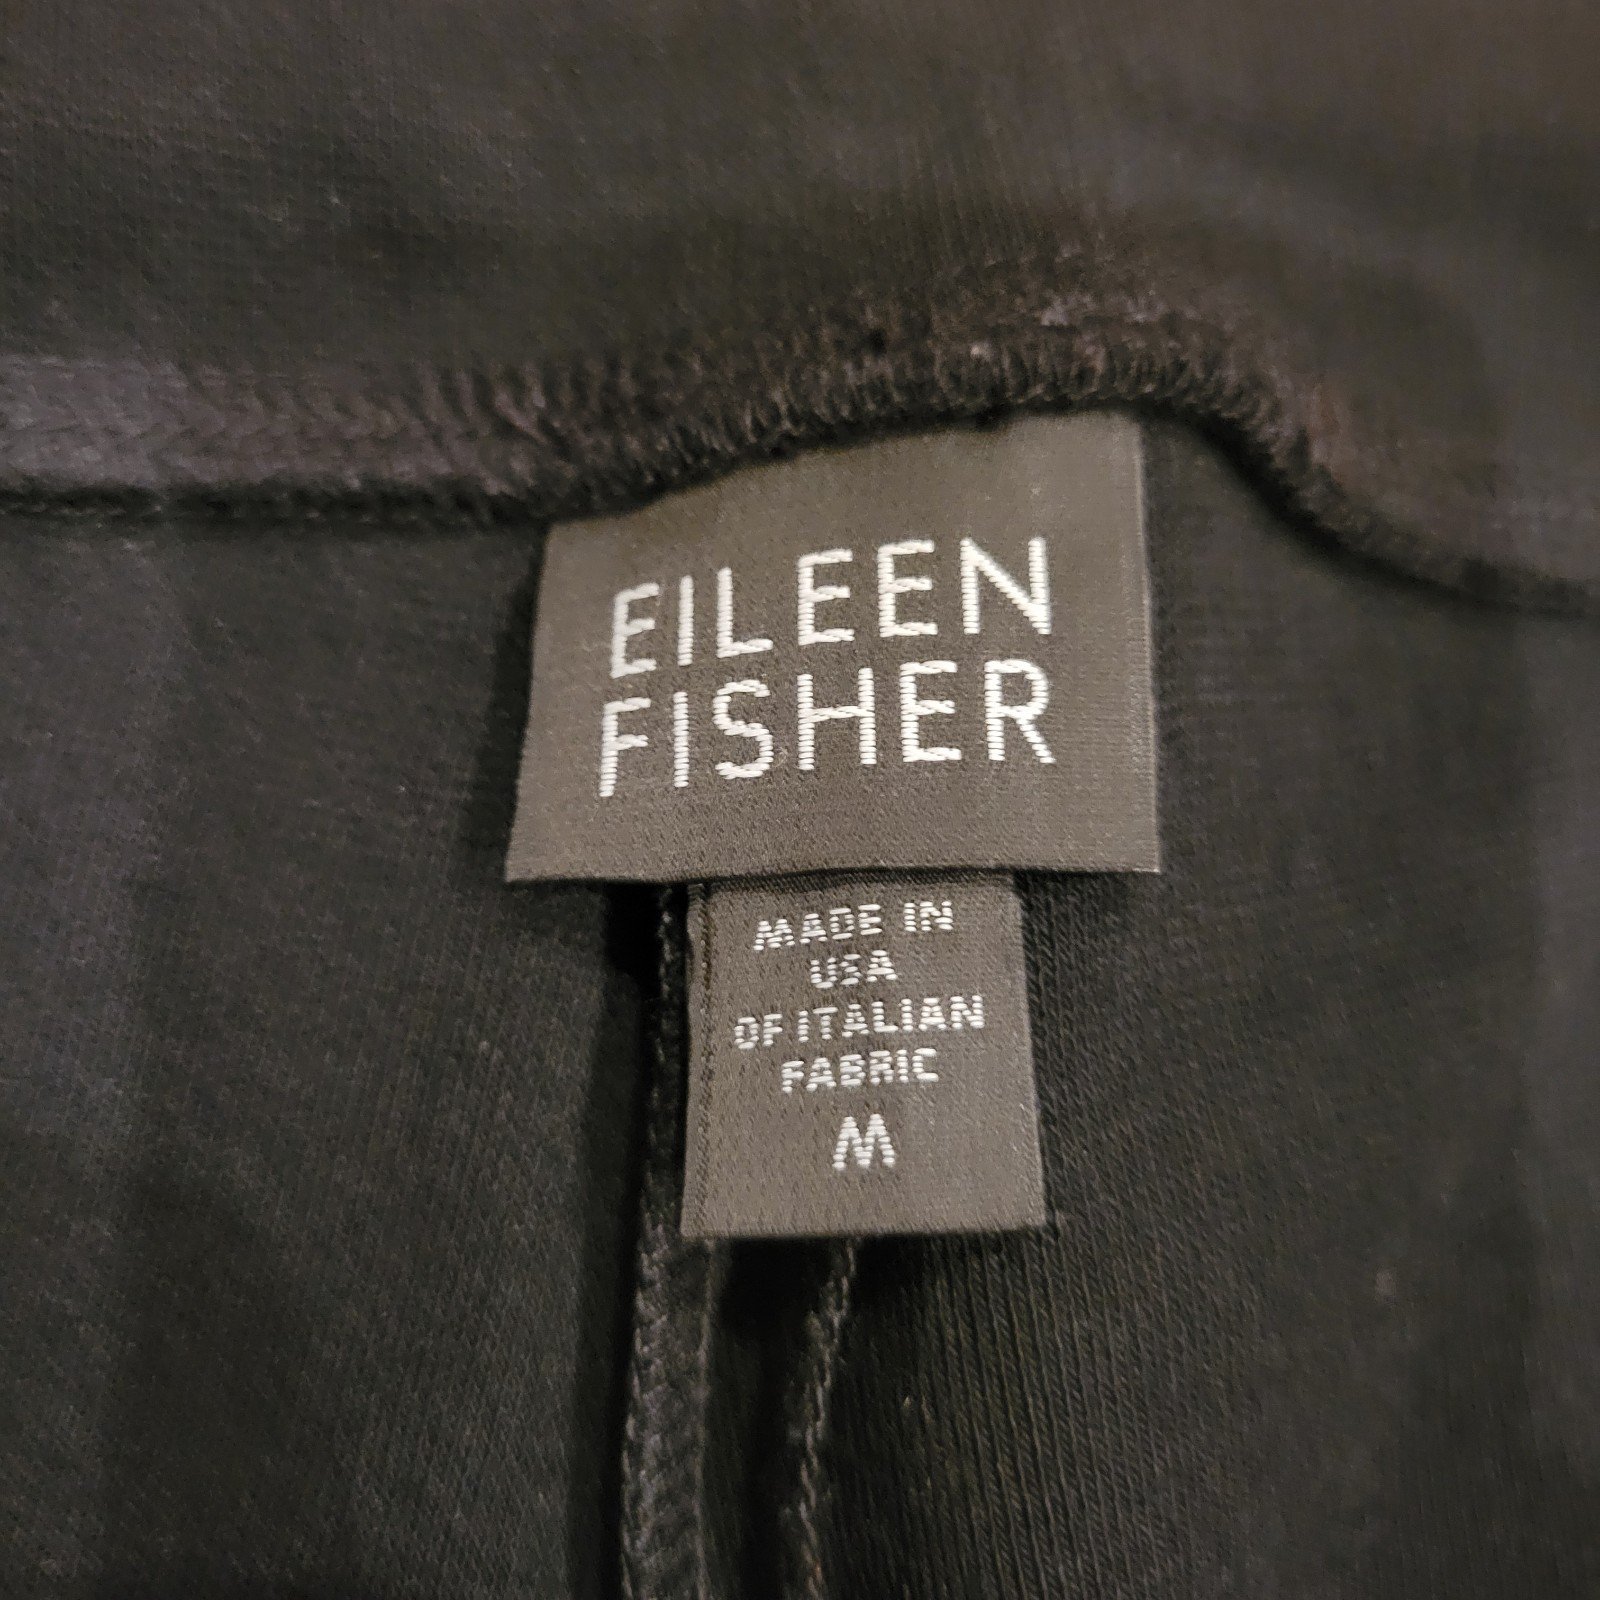 EILEEN
FISHER
MADE IN
USA
OF ITALIAN
FABRIC
M